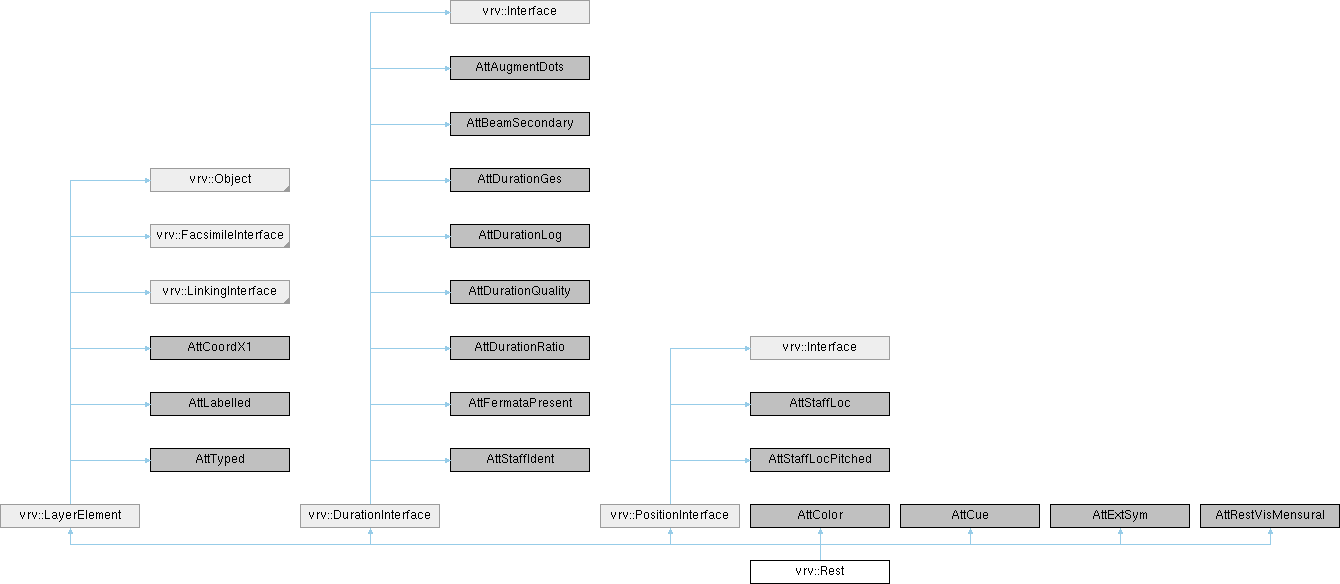 vrv::Interface
AttAugmentDots
AttBeamSecondary
vrv::Object
AttDurationGes
vrv::FacsimileInterface
AttDurationLog
vrv::LinkingInterface
AttDurationQuality
AttCoordX1
AttDurationRatio
vrv::Interface
AttLabelled
AttFermataPresent
AttStaffLoc
AttTyped
AttStaffIdent
AttStaffLocPitched
vrv::LayerElement
vrv::DurationInterface
vrv::PositionInterface
AttColor
AttCue
AttExtSym
AttRestVisMensural
vrv::Rest